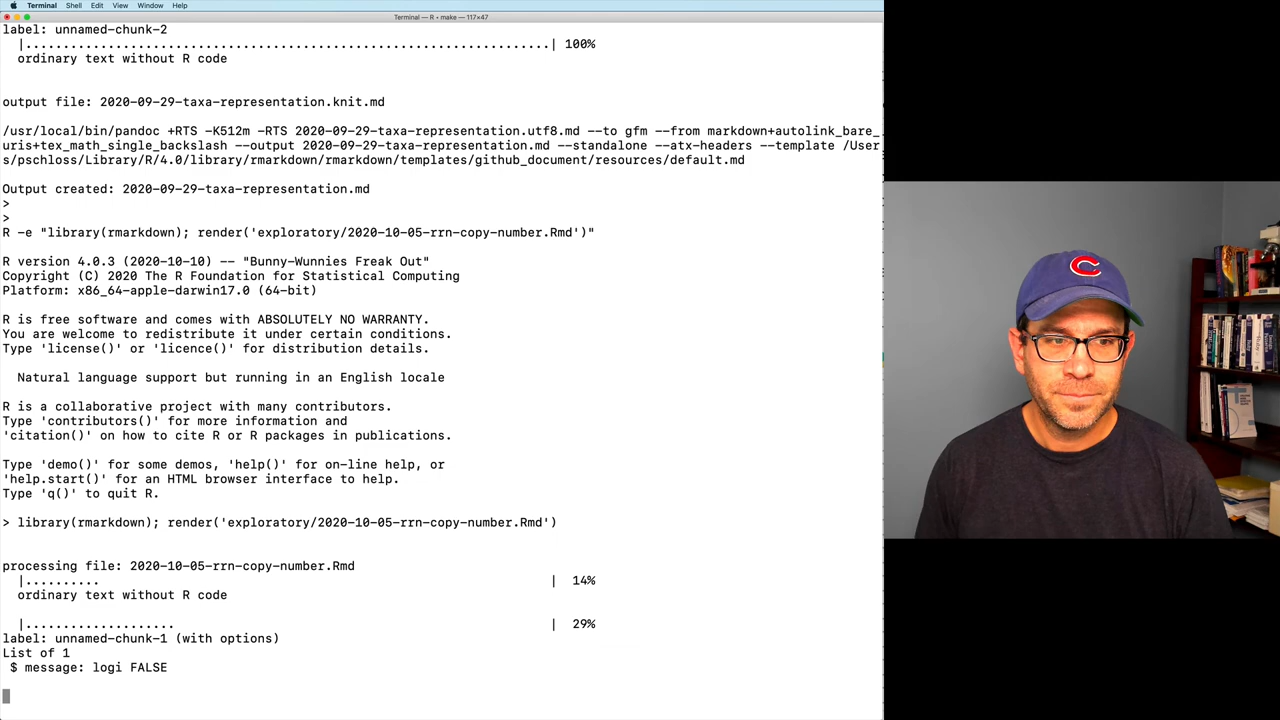 Terminal Shell Edit View Window Help
Terminal — R • make — 117×47
label: unnamed-chunk-2
|......................................................................| 100%
ordinary text without R code
output file: 2020-09-29-taxa-representation.knit.md
/usr/local/bin/pandoc +RTS -K512m -RTS 2020-09-29-taxa-representation.utf8.md --to gfm --from markdown+autolink_bare_
uris+tex_math_single_backslash --output 2020-09-29-taxa-representation.md --standalone --atx-headers --template /User
s/pschloss/Library/R/4.0/library/rmarkdown/rmarkdown/templates/github_document/resources/default.md
Output created: 2020-09-29-taxa-representation.md
>
>
R -e "library(rmarkdown); render('exploratory/2020-10-05-rrn-copy-number.Rmd')"
R version 4.0.3 (2020-10-10) -- "Bunny-Wunnies Freak Out"
Copyright (C) 2020 The R Foundation for Statistical Computing
Platform: x86_64-apple-darwin17.0 (64-bit)
R is free software and comes with ABSOLUTELY NO WARRANTY.
You are welcome to redistribute it under certain conditions.
Type 'license()' or 'licence()' for distribution details.
Natural language support but running in an English locale
R is a collaborative project with many contributors.
Type 'contributors()' for more information and
'citation()' on how to cite R or R packages in publications.
Type 'demo()' for some demos, 'help()' for on-line help, or
'help.start()' for an HTML browser interface to help.
Type 'q()' to quit R.
> library(rmarkdown); render('exploratory/2020-10-05-rrn-copy-number.Rmd')
processing file: 2020-10-05-rrn-copy-number.Rmd
|.......... | 14%
ordinary text without R code
|.................... | 29%
label: unnamed-chunk-1 (with options)
List of 1
$ message: logi FALSE
C